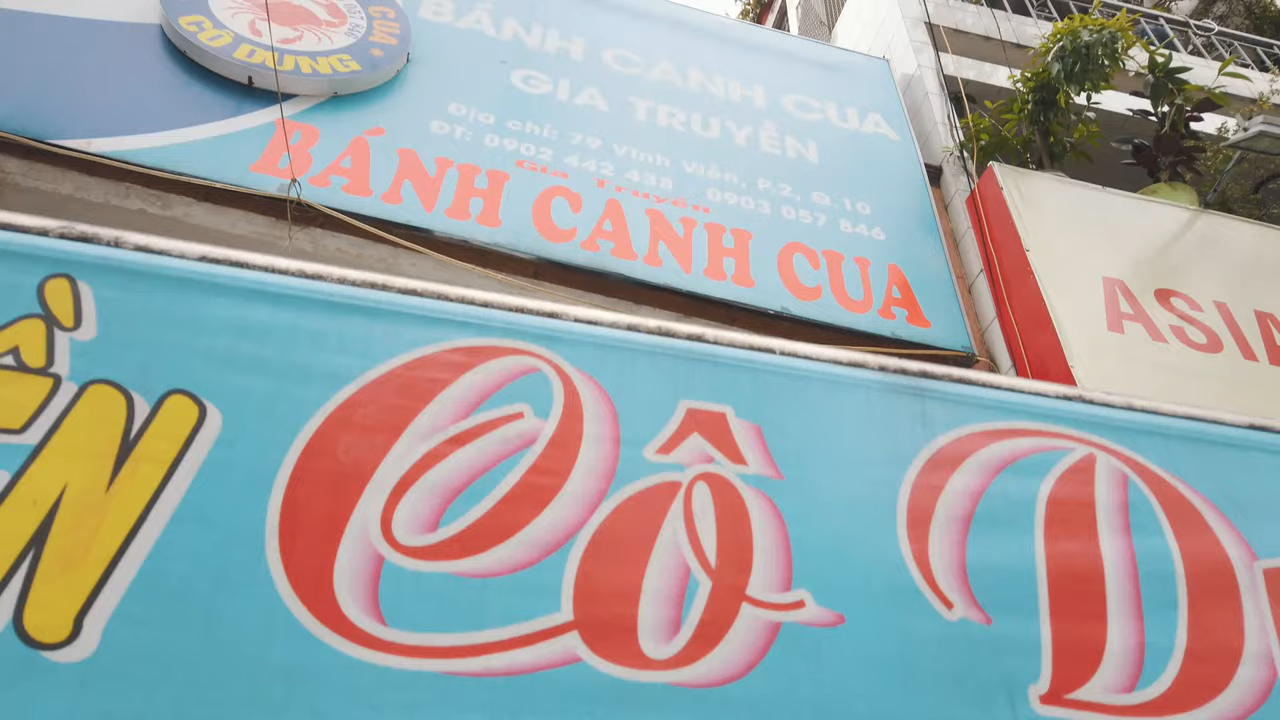 CUA
CÔ DUNG
BÁNH CANH CUA
GIA TRUYỀN
Địa chỉ: 79 Vĩnh Viễn, P.2, Q.10
ĐT: 0902 442 438 - 0903 057 846
Gia Truyền
BÁNH CANH CUA
ASIA
ỀN Cô D